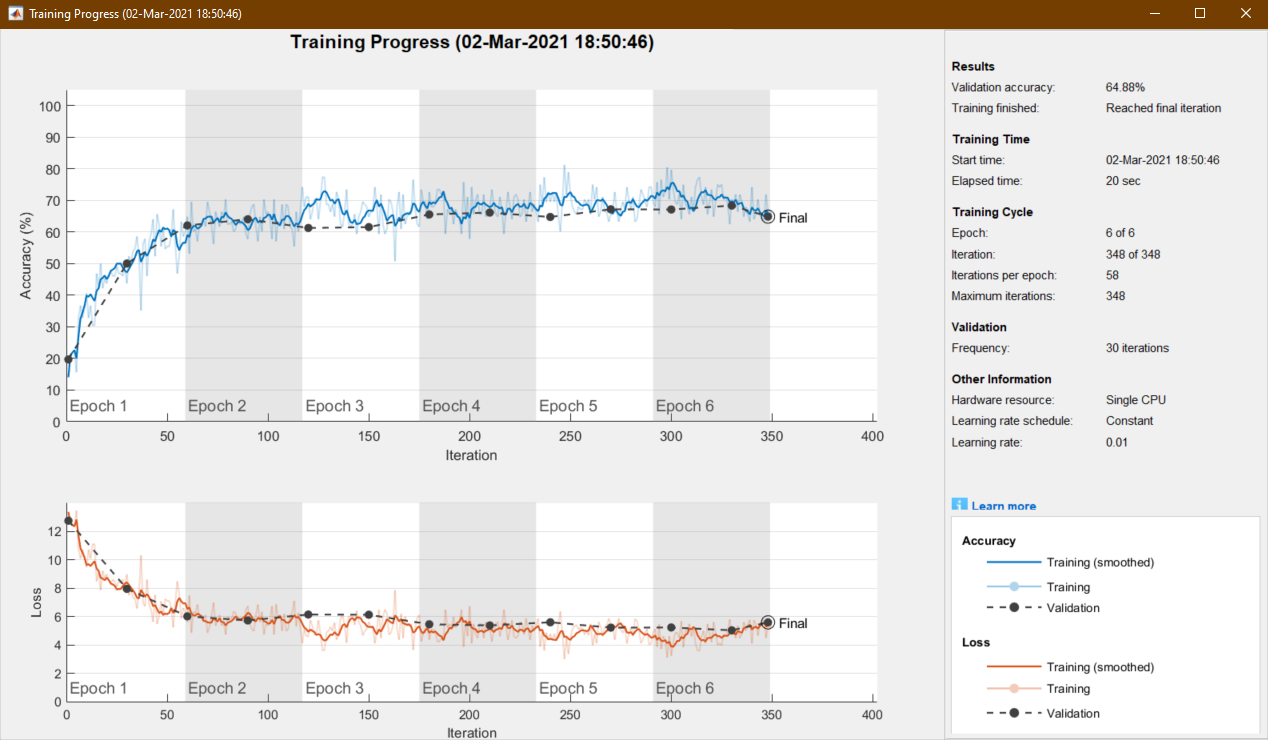 Training Progress (02-Mar-2021 18:50:46)
Training Progress (02-Mar-2021 18:50:46)
Accuracy (%)
100
90
80
70
60
50
40
30
20
10
0
Final
Epoch 1 Epoch 2 Epoch 3 Epoch 4 Epoch 5 Epoch 6
0 50 100 150 200 250 300 350 400
Iteration
Loss
12
10
8
6
4
2
0
Final
Epoch 1 Epoch 2 Epoch 3 Epoch 4 Epoch 5 Epoch 6
0 50 100 150 200 250 300 350 400
Iteration
Results
Validation accuracy: 64.88%
Training finished: Reached final iteration
Training Time
Start time: 02-Mar-2021 18:50:46
Elapsed time: 20 sec
Training Cycle
Epoch: 6 of 6
Iteration: 348 of 348
Iterations per epoch: 58
Maximum iterations: 348
Validation
Frequency: 30 iterations
Other Information
Hardware resource: Single CPU
Learning rate schedule: Constant
Learning rate: 0.01
i Learn more
Accuracy
Training (smoothed)
Training
Validation
Loss
Training (smoothed)
Training
Validation